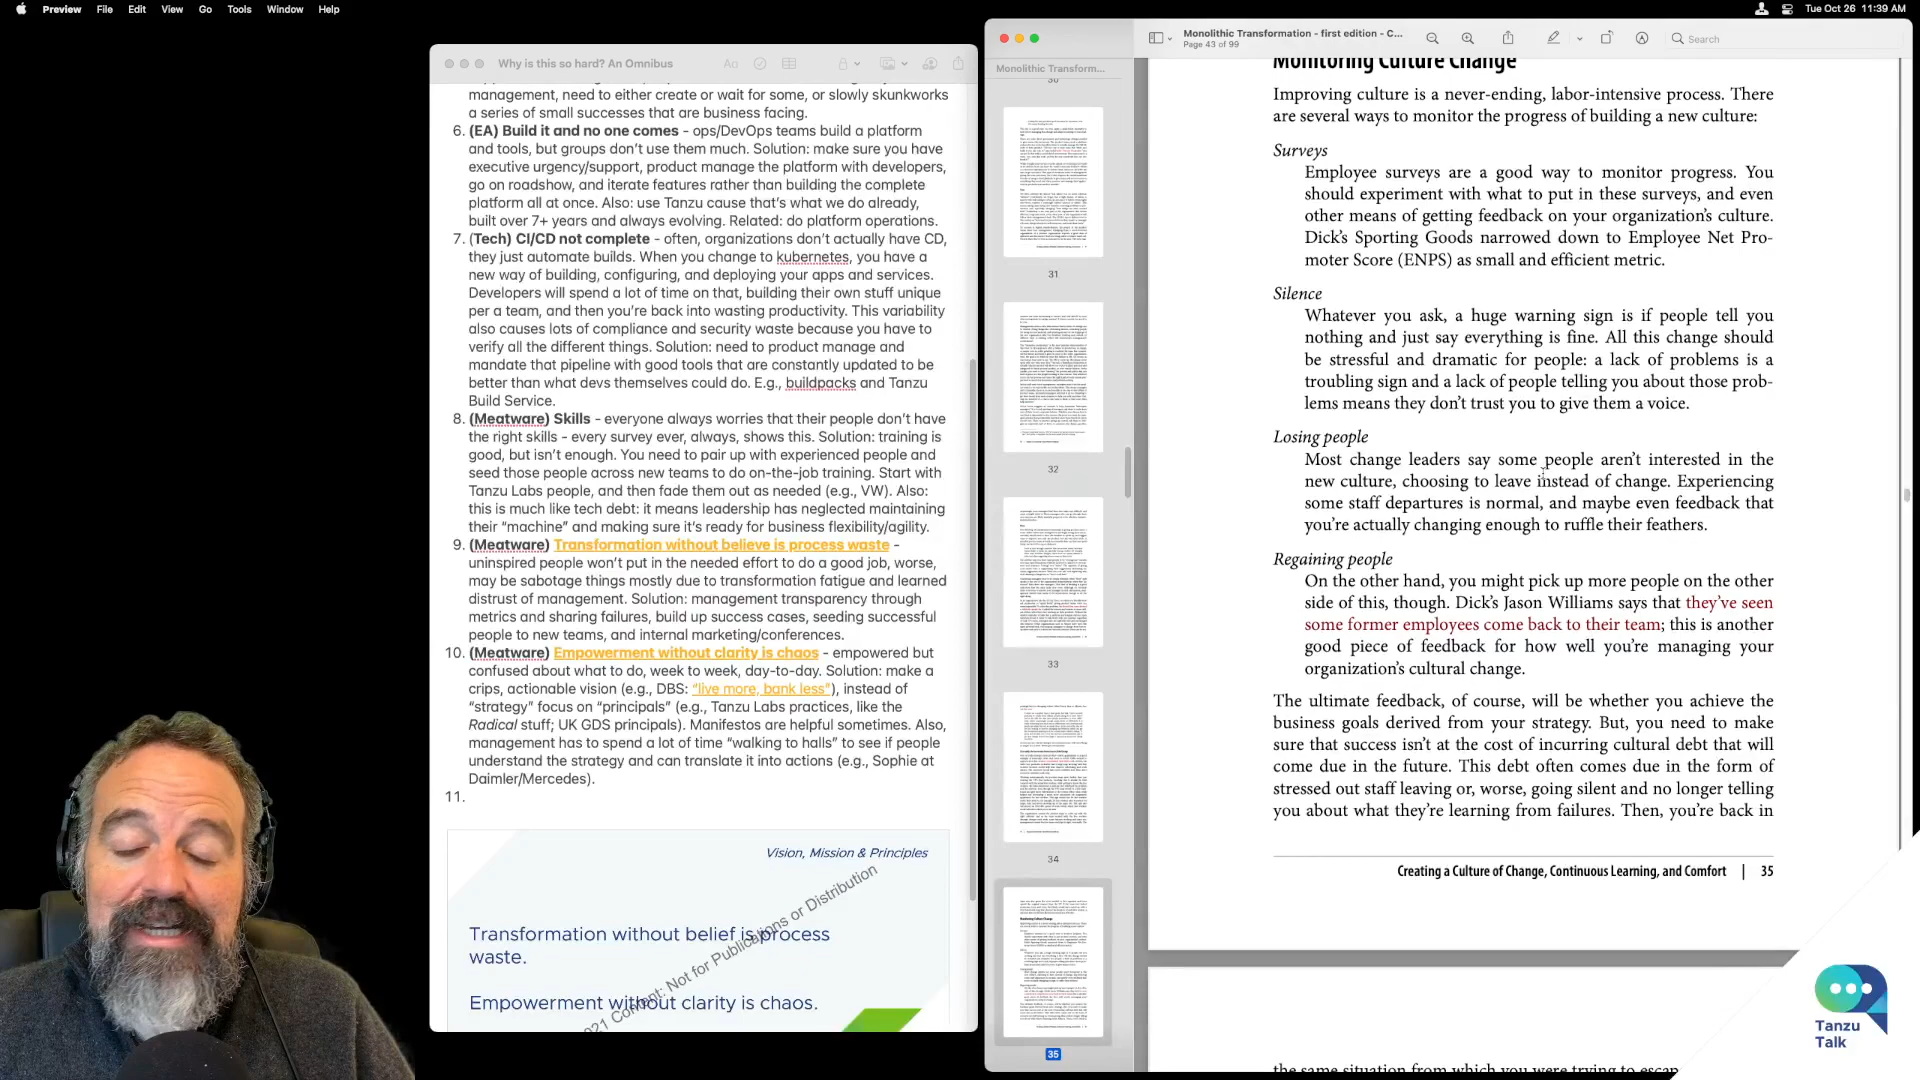 Preview File Edit View Go Tools Window Help
Tue Oct 26 11:39 AM
Why is this so hard? An Omnibus
management, need to either create or wait for some, or slowly skunkworks
a series of small successes that are business facing.
6. (EA) Build it and no one comes - ops/DevOps teams build a platform
and tools, but groups don't use them much. Solution: make sure you have
executive urgency/support, product manage the platform with developers,
go on roadshow, and iterate features rather than building the complete
platform all at once. Also: use Tanzu cause that's what we do already,
built over 7+ years and always evolving. Related: do platform operations.
7. (Tech) CI/CD not complete - often, organizations don't actually have CD,
they just automate builds. When you change to kubernetes, you have a
new way of building, configuring, and deploying your apps and services.
Developers will spend a lot of time on that, building their own stuff unique
per a team, and then you're back into wasting productivity. This variability
also causes lots of compliance and security waste because you have to
verify all the different things. Solution: need to product manage and
mandate that pipeline with good tools that are constantly updated to be
better than what devs themselves could do. E.g., buildpacks and Tanzu
Build Service.
8. (Meatware) Skills - everyone always worries that their people don't have
the right skills - every survey ever, always, shows this. Solution: training is
good, but isn't enough. You need to pair up with experienced people and
seed those people across new teams to do on-the-job training. Start with
Tanzu Labs people, and then fade them out as needed (e.g., VW). Also:
this is much like tech debt: it means leadership has neglected maintaining
their "machine" and making sure it's ready for business flexibility/agility.
9. (Meatware) Transformation without believe is process waste -
uninspired people won't put in the needed effort to do a good job, worse,
may be sabotage things mostly due to transformation fatigue and learned
distrust of management. Solution: management transparency through
metrics and sharing failures, build up success cases, seeding successful
people to new teams, and internal marketing/conferences.
10. (Meatware) Empowerment without clarity is chaos - empowered but
confused about what to do, week to week, day-to-day. Solution: make a
crips, actionable vision (e.g., DBS: "live more, bank less"), instead of
"strategy" focus on "principals" (e.g., Tanzu Labs practices, like the
Radical stuff; UK GDS principals). Manifestos are helpful sometimes. Also,
management has to spend a lot of time "walking to halls" to see if people
understand the strategy and can translate it into actions (e.g., Sophie at
Daimler/Mercedes).
11.
Vision, Mission & Principles
Transformation without belief is process
waste.
Empowerment without clarity is chaos.
021 Content: Not for Publications or Distribution
Monolithic Transformation - first edition - C...
Page 43 of 99
Search
Monolithic Transform...
30
31
32
33
34
35
Monitoring Culture Change
Improving culture is a never-ending, labor-intensive process. There
are several ways to monitor the progress of building a new culture:
Surveys
Employee surveys are a good way to monitor progress. You
should experiment with what to put in these surveys, and even
other means of getting feedback on your organization's culture.
Dick's Sporting Goods narrowed down to Employee Net Pro-
moter Score (ENPS) as small and efficient metric.
Silence
Whatever you ask, a huge warning sign is if people tell you
nothing and just say everything is fine. All this change should
be stressful and dramatic for people: a lack of problems is a
troubling sign and a lack of people telling you about those prob-
lems means they don't trust you to give them a voice.
Losing people
Most change leaders say some people aren't interested in the
new culture, choosing to leave instead of change. Experiencing
some staff departures is normal, and maybe even feedback that
you're actually changing enough to ruffle their feathers.
Regaining people
On the other hand, you might pick up more people on the other
side of this, though. Dick's Jason Williams says that they've seen
some former employees come back to their team; this is another
good piece of feedback for how well you're managing your
organization's cultural change.
The ultimate feedback, of course, will be whether you achieve the
business goals derived from your strategy. But, you need to make
sure that success isn't at the cost of incurring cultural debt that will
come due in the future. This debt often comes due in the form of
stressed out staff leaving or, worse, going silent and no longer telling
you about what they're learning from failures. Then, you're back in
Creating a Culture of Change, Continuous Learning, and Comfort | 35
the same situation from which you were trying to escap
Tanzu
Talk